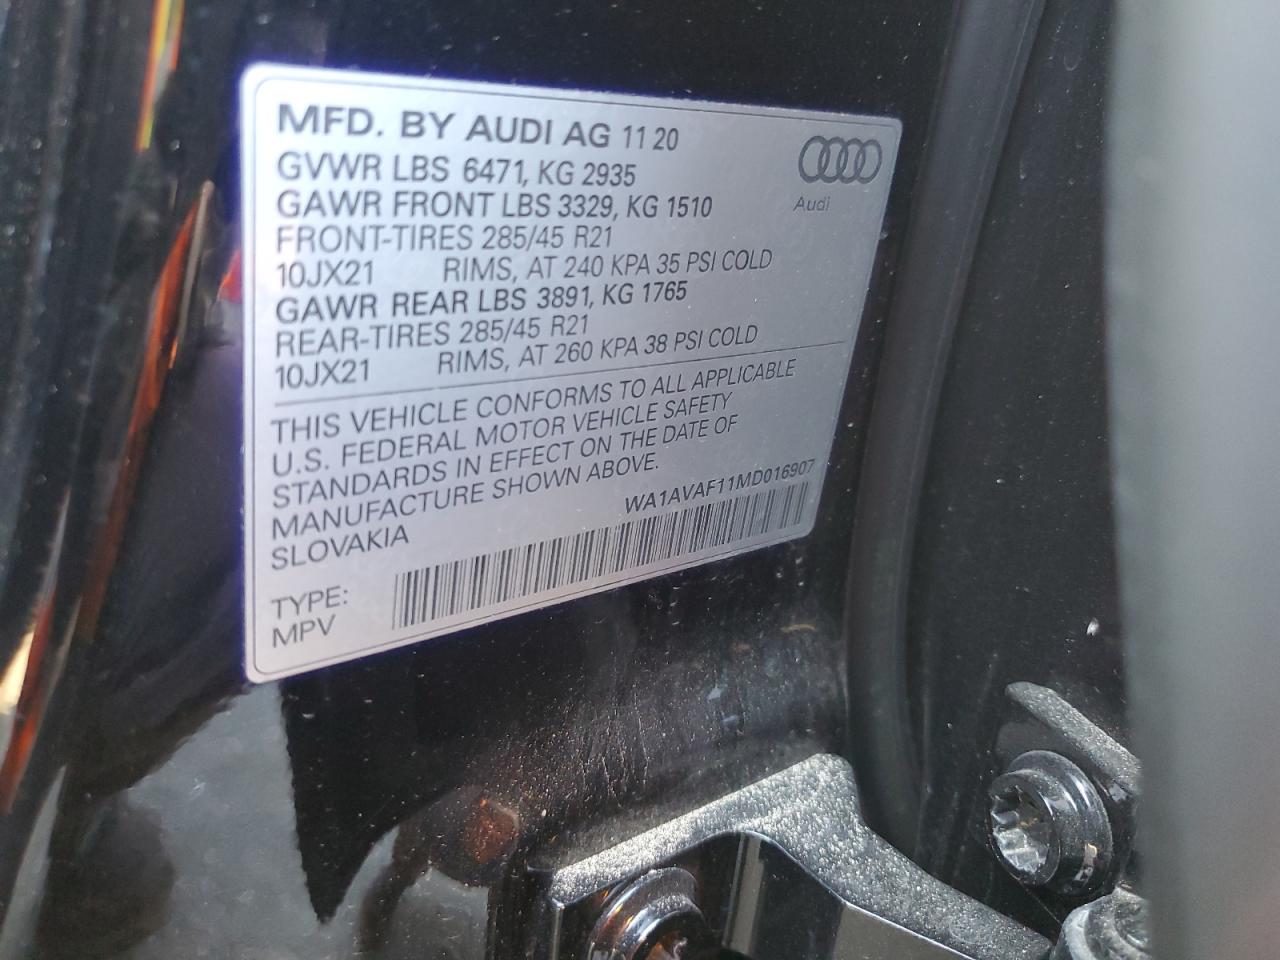 MFD. BY AUDI AG 11 20
GVWR LBS 6471, KG 2935
GAWR FRONT LBS 3329, KG 1510
FRONT-TIRES 285/45 R21
10JX21 RIMS, AT 240 KPA 35 PSI COLD
GAWR REAR LBS 3891, KG 1765
REAR-TIRES 285/45 R21
10JX21 RIMS, AT 260 KPA 38 PSI COLD
Audi
THIS VEHICLE CONFORMS TO ALL APPLICABLE
U.S. FEDERAL MOTOR VEHICLE SAFETY
STANDARDS IN EFFECT ON THE DATE OF
MANUFACTURE SHOWN ABOVE.
SLOVAKIA
WA1AVAF11MD016907
TYPE:
MPV